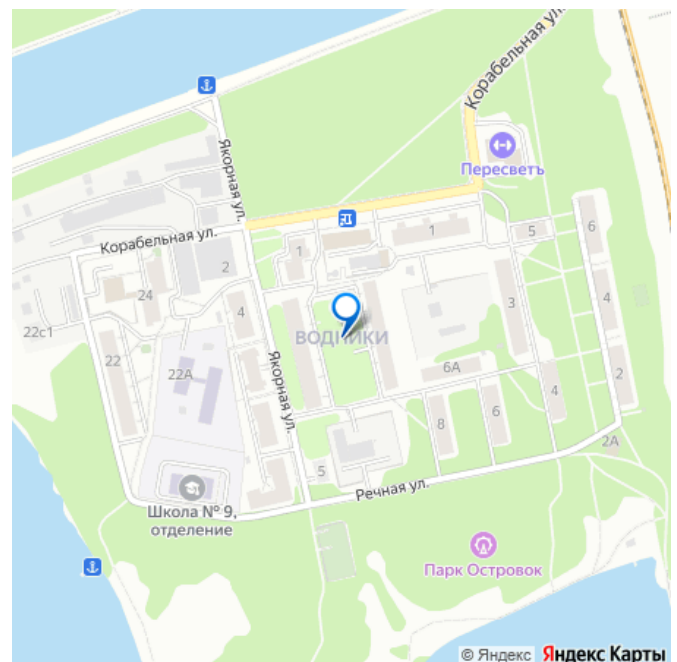 Корабельная ул.
Якорная ул.
Пересветъ
Корабельная ул.
1
1
5
6
2
24
4
3
4
22с1
ВОДНИКИ
22
22А
Якорная ул.
6А
2
4
8
6
2А
5
Речная ул.
Школа № 9,
отделение
Парк Островок
© Яндекс Яндекс Карты